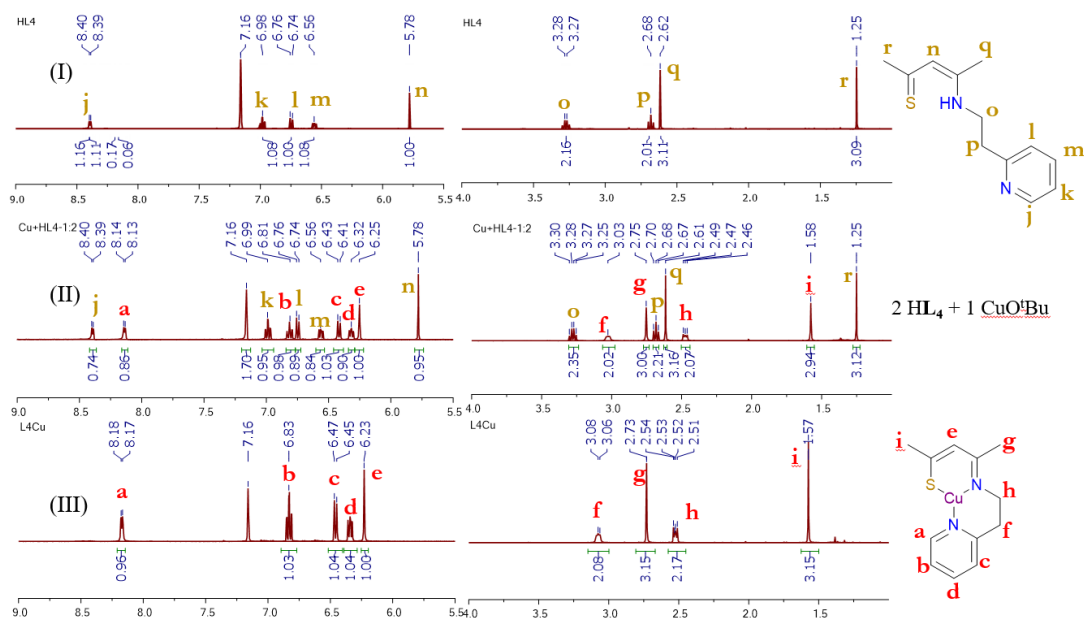 HL4
8.40
8.39
7.16
6.98
6.76
6.74
6.56
5.78
(I)
j
k
l
m
n
1.16
1.11
0.17
0.06
1.08
1.00
1.08
1.00
8.5 8.0 7.5 7.0 6.5 6.0 5.5
HL4
3.28
3.27
2.68
2.62
1.25
o
p
q
r
2.16
2.01
3.11
3.09
4.0 3.5 3.0 2.5 2.0 1.5
r n q
S HN o
p l
m
N k
j
Cu+HL4-1:2
8.40
8.39
8.14
8.13
7.16
6.99
6.81
6.76
6.74
6.56
6.43
6.41
6.32
6.25
5.78
(II)
j
a
k
b
l
m
c
d
e
n
0.74
0.86
1.70
0.95
0.98
0.89
0.84
1.03
0.90
1.00
0.95
9.0 8.5 8.0 7.5 7.0 6.5 6.0 5.5
Cu+HL4-1:2
3.30
3.28
3.27
3.25
3.03
2.75
2.70
2.68
2.67
2.61
2.49
2.47
2.46
1.58
1.25
o
f
g
p
q
h
i
r
2.35
2.02
3.00
2.21
3.16
2.07
2.94
3.12
4.0 3.5 3.0 2.5 2.0 1.5
2 HL4 + 1 CuOtBu
L4Cu
8.18
8.17
7.16
6.83
6.47
6.45
6.23
(III)
a
b
c
d
e
0.96
1.03
1.04
1.04
1.00
9.0 8.5 8.0 7.5 7.0 6.5 6.0 5.5
L4Cu
3.08
3.06
2.73
2.54
2.53
2.52
2.51
1.57
f
g
h
i
2.08
3.15
2.17
3.15
4.0 3.5 3.0 2.5 2.0 1.5 1.0
i e g
S N
Cu h
N f
a
b c
d